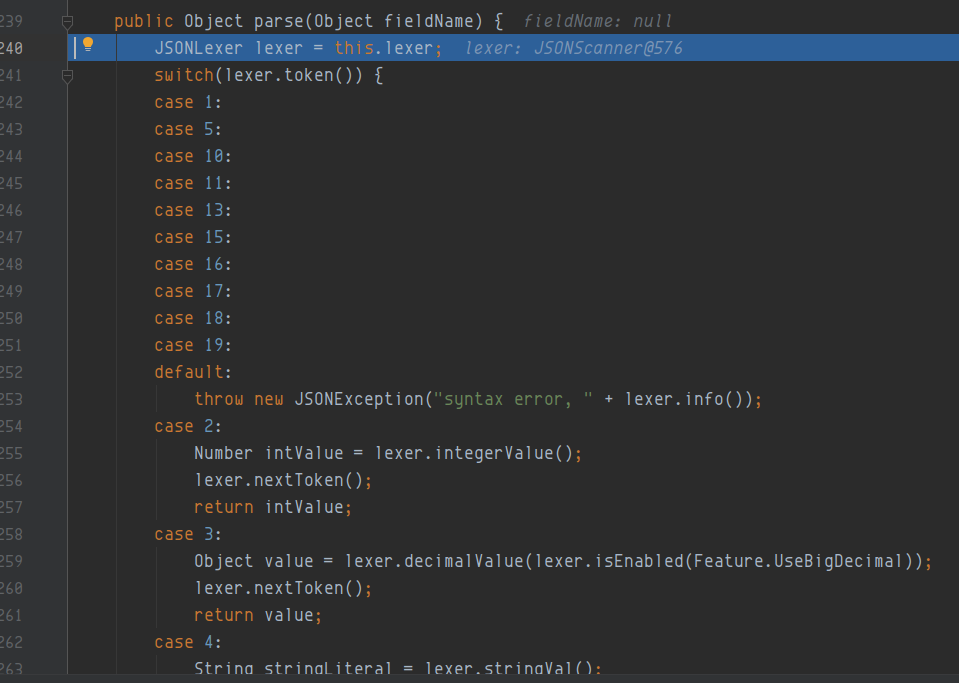 239 public Object parse(Object fieldName) { fieldName: null
240 JSONLexer lexer = this.lexer; lexer: JSONScanner@576
241 switch(lexer.token()) {
242 case 1:
243 case 5:
244 case 10:
245 case 11:
246 case 13:
247 case 15:
248 case 16:
249 case 17:
250 case 18:
251 case 19:
252 default:
253 throw new JSONException("syntax error, " + lexer.info());
254 case 2:
255 Number intValue = lexer.integerValue();
256 lexer.nextToken();
257 return intValue;
258 case 3:
259 Object value = lexer.decimalValue(lexer.isEnabled(Feature.UseBigDecimal));
260 lexer.nextToken();
261 return value;
262 case 4:
263 String stringLiteral = lexer.stringVal();